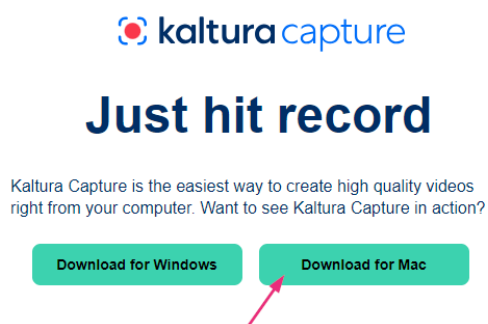 kaltura capture
Just hit record
Kaltura Capture is the easiest way to create high quality videos
right from your computer. Want to see Kaltura Capture in action?
Download for Windows
Download for Mac